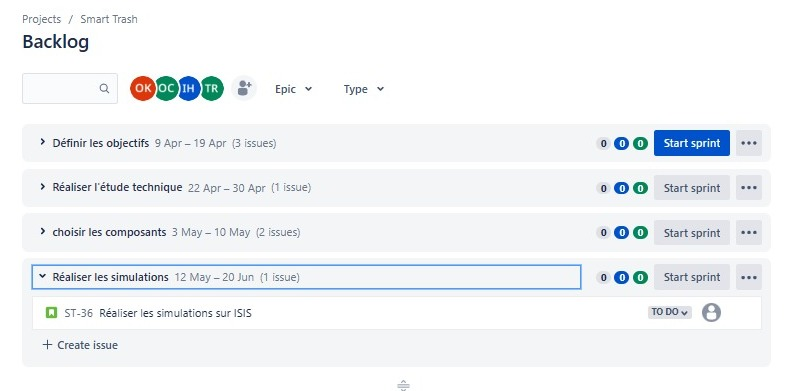 Projects / Smart Trash
Backlog
OK OC IH TR Epic Type
Définir les objectifs 9 Apr – 19 Apr (3 issues) 0 0 0 Start sprint
Réaliser l'étude technique 22 Apr – 30 Apr (1 issue) 0 0 0 Start sprint
choisir les composants 3 May – 10 May (2 issues) 0 0 0 Start sprint
Réaliser les simulations 12 May – 20 Jun (1 issue) 0 0 0 Start sprint
ST-36 Réaliser les simulations sur ISIS TO DO
+ Create issue